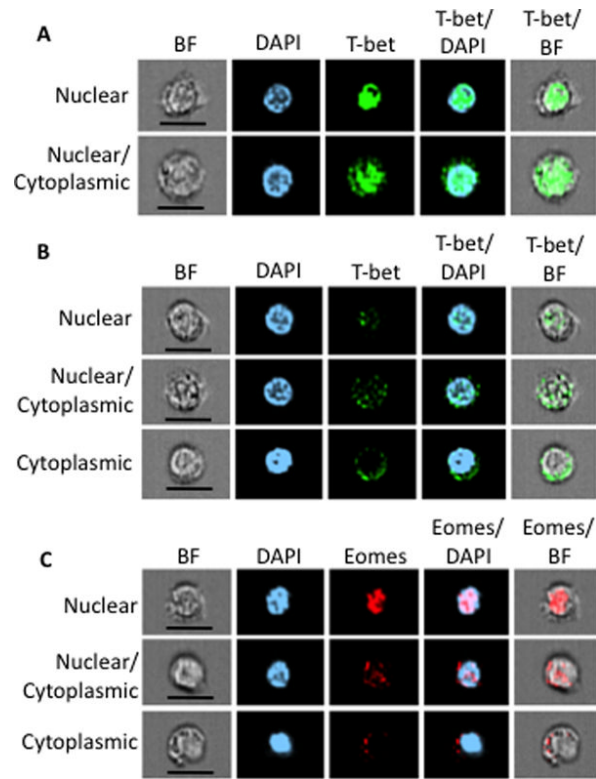 A
BF
DAPI
T-bet
T-bet/
DAPI
T-bet/
BF
Nuclear
Nuclear/
Cytoplasmic
B
BF
DAPI
T-bet
T-bet/
DAPI
T-bet/
BF
Nuclear
Nuclear/
Cytoplasmic
Cytoplasmic
C
BF
DAPI
Eomes
Eomes/
DAPI
Eomes/
BF
Nuclear
Nuclear/
Cytoplasmic
Cytoplasmic